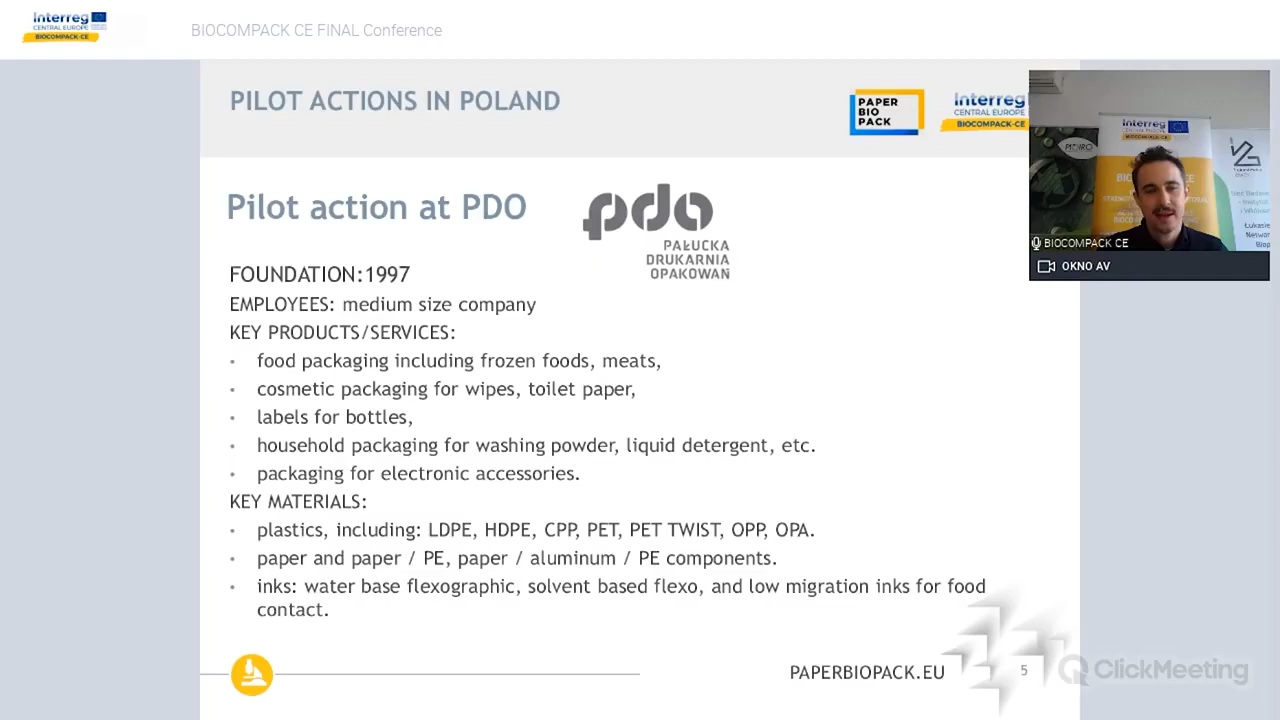 Interreg
CENTRAL EUROPE
BIOCOMPACK-CE
BIOCOMPACK CE FINAL Conference
PILOT ACTIONS IN POLAND
PAPER
BIO
PACK
Interreg
CENTRAL EUROPE
BIOCOMPACK-CE
Pilot action at PDO
pdo
PAŁUCKA
DRUKARNIA
OPAKOWAŃ
FOUNDATION:1997
EMPLOYEES: medium size company
KEY PRODUCTS/SERVICES:
• food packaging including frozen foods, meats,
• cosmetic packaging for wipes, toilet paper,
• labels for bottles,
• household packaging for washing powder, liquid detergent, etc.
• packaging for electronic accessories.
KEY MATERIALS:
• plastics, including: LDPE, HDPE, CPP, PET, PET TWIST, OPP, OPA.
• paper and paper / PE, paper / aluminum / PE components.
• inks: water base flexographic, solvent based flexo, and low migration inks for food
contact.
PAPERBIOPACK.EU
5
ClickMeeting
Interreg
BIOCOMPACK CE
OKNO AV